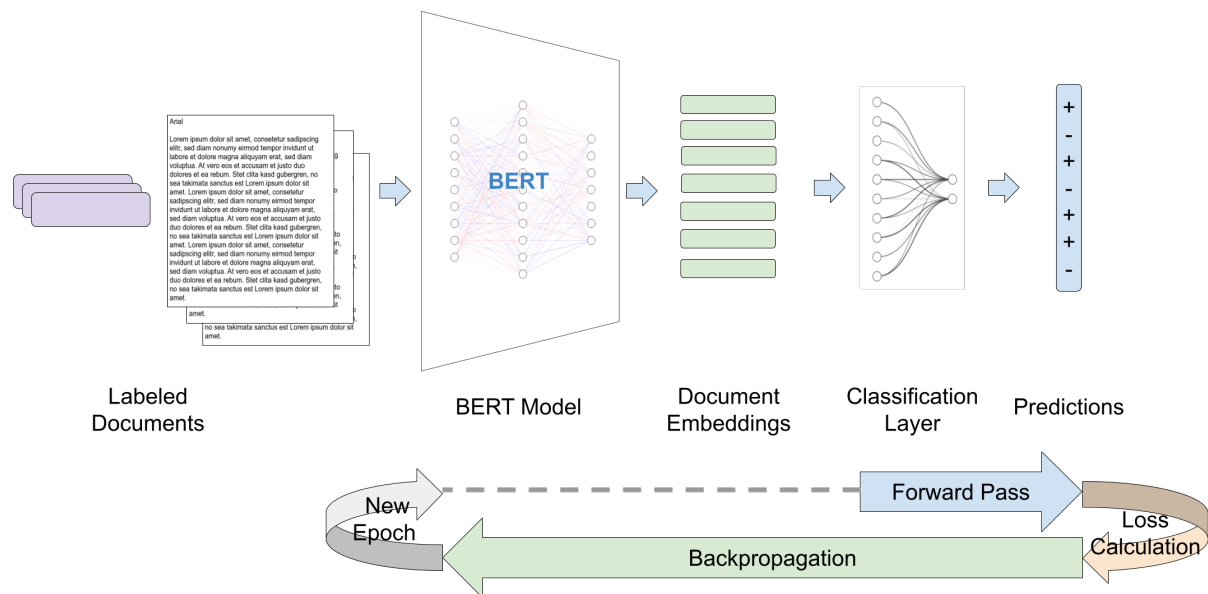 Arial
Lorem ipsum dolor sit amet, consetetur sadipscing
elitr, sed diam nonumy eirmod tempor invidunt ut
labore et dolore magna aliquyam erat, sed diam
voluptua. At vero eos et accusam et justo duo
dolores et ea rebum. Stet clita kasd gubergren, no
sea takimata sanctus est Lorem ipsum dolor sit
amet. Lorem ipsum dolor sit amet, consetetur
sadipscing elitr, sed diam nonumy eirmod tempor
invidunt ut labore et dolore magna aliquyam erat,
sed diam voluptua. At vero eos et accusam et justo
duo dolores et ea rebum. Stet clita kasd gubergren,
no sea takimata sanctus est Lorem ipsum dolor sit
amet. Lorem ipsum dolor sit amet, consetetur
sadipscing elitr, sed diam nonumy eirmod tempor
invidunt ut labore et dolore magna aliquyam erat,
sed diam voluptua. At vero eos et accusam et justo
duo dolores et ea rebum. Stet clita kasd gubergren,
no sea takimata sanctus est Lorem ipsum dolor sit
amet.
amet.
no sea takimata sanctus est Lorem ipsum dolor sit
amet.
BERT
+
-
+
-
+
+
-
Labeled
Documents
BERT Model
Document
Embeddings
Classification
Layer
Predictions
New
Epoch
Forward Pass
Loss
Calculation
Backpropagation